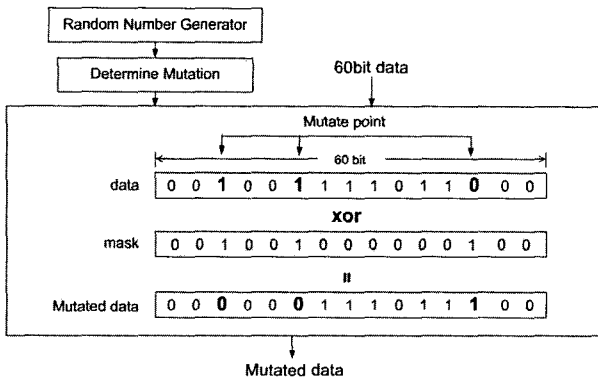 Random Number Generator
Determine Mutation
60bit data
Mutate point
60 bit
data 0 0 1 0 0 1 1 1 1 0 1 1 0 0 0
xor
mask 0 0 1 0 0 1 0 0 0 0 0 0 1 0 0
=
Mutated data 0 0 0 0 0 0 1 1 1 0 1 1 1 0 0
Mutated data